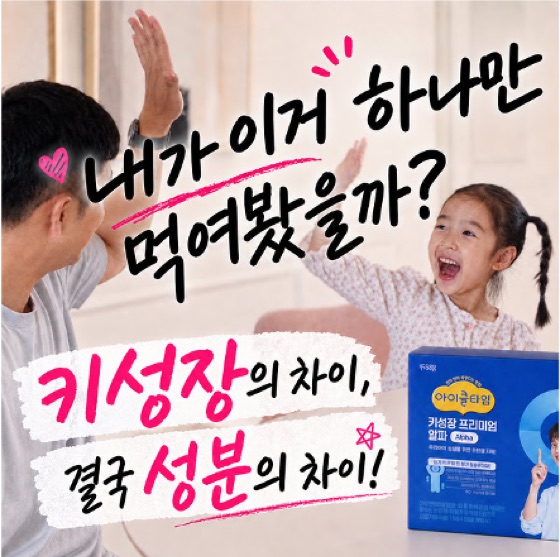 내가 이거 하나만
먹여봤을까?
키성장의 차이,
결국 성분의 차이!
아이클타임
키성장 프리미엄
알파 Alpha